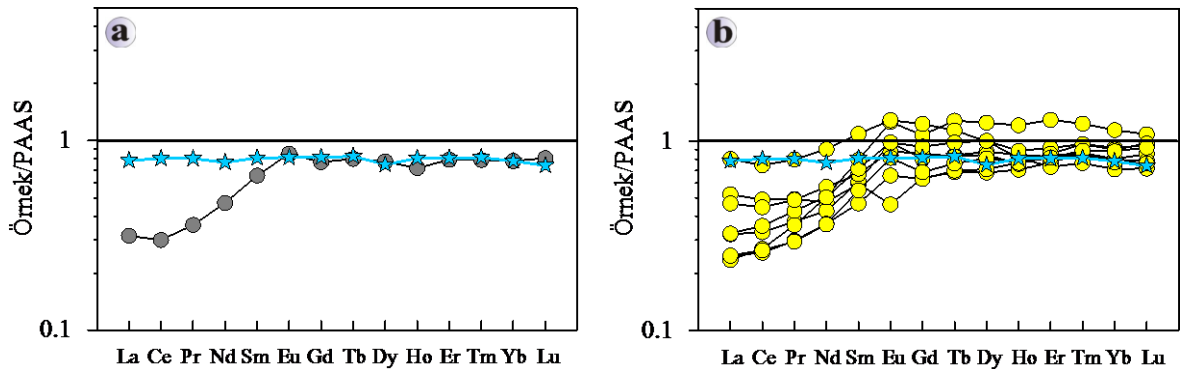 a
Örnek/PAAS
1
0.1
La Ce Pr Nd Sm Eu Gd Tb Dy Ho Er Tm Yb Lu
b
Örnek/PAAS
1
0.1
La Ce Pr Nd Sm Eu Gd Tb Dy Ho Er Tm Yb Lu